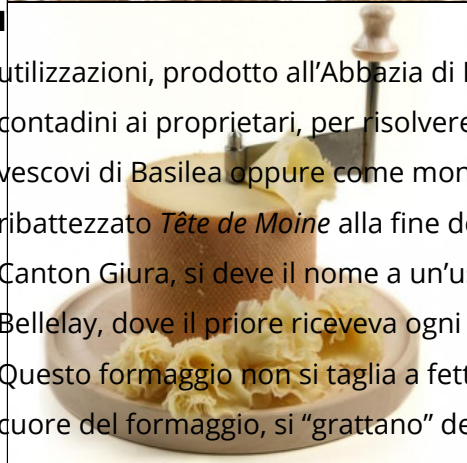 utilizzazioni, prodotto all'Abbazia di
contadini ai proprietari, per risolvere
vescovi di Basilea oppure come mon
ribattezzato Tête de Moine alla fine d
Canton Giura, si deve il nome a un'u
Bellelay, dove il priore riceveva ogni
Questo formaggio non si taglia a fett
cuore del formaggio, si “grattano” de